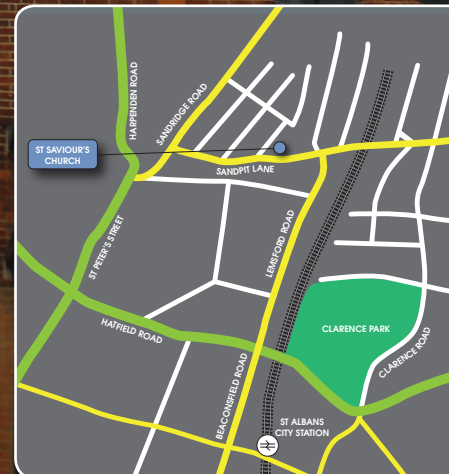 HARPENDEN ROAD
SANDRIDGE ROAD
ST SAVIOUR'S
CHURCH
SANDPIT LANE
ST PETER'S STREET
LEMSFORD ROAD
HATFIELD ROAD
CLARENCE PARK
CLARENCE ROAD
BEACONSFIELD ROAD
ST ALBANS
CITY STATION